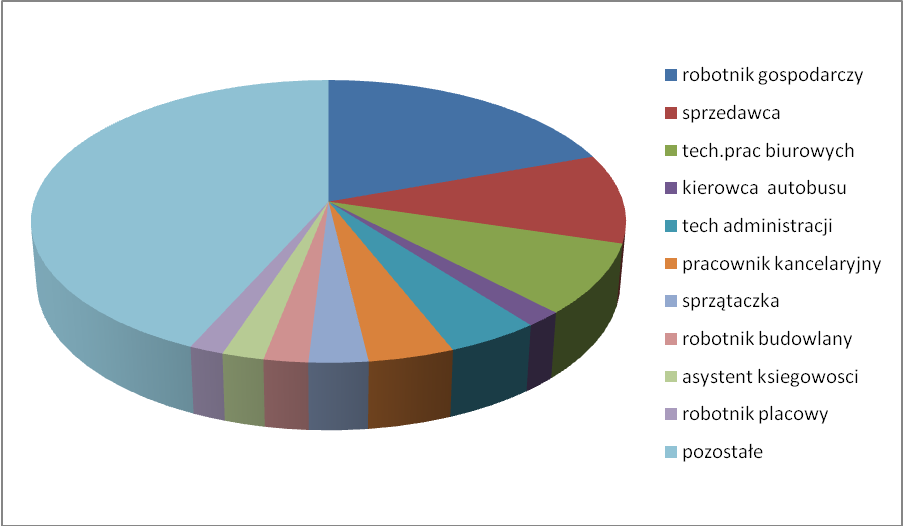 robotnik gospodarczy
sprzedawca
tech.prac biurowych
kierowca  autobusu
tech administracji
pracownik kancelaryjny
sprzątaczka
robotnik budowlany
asystent ksiegowosci
robotnik placowy
pozostałe